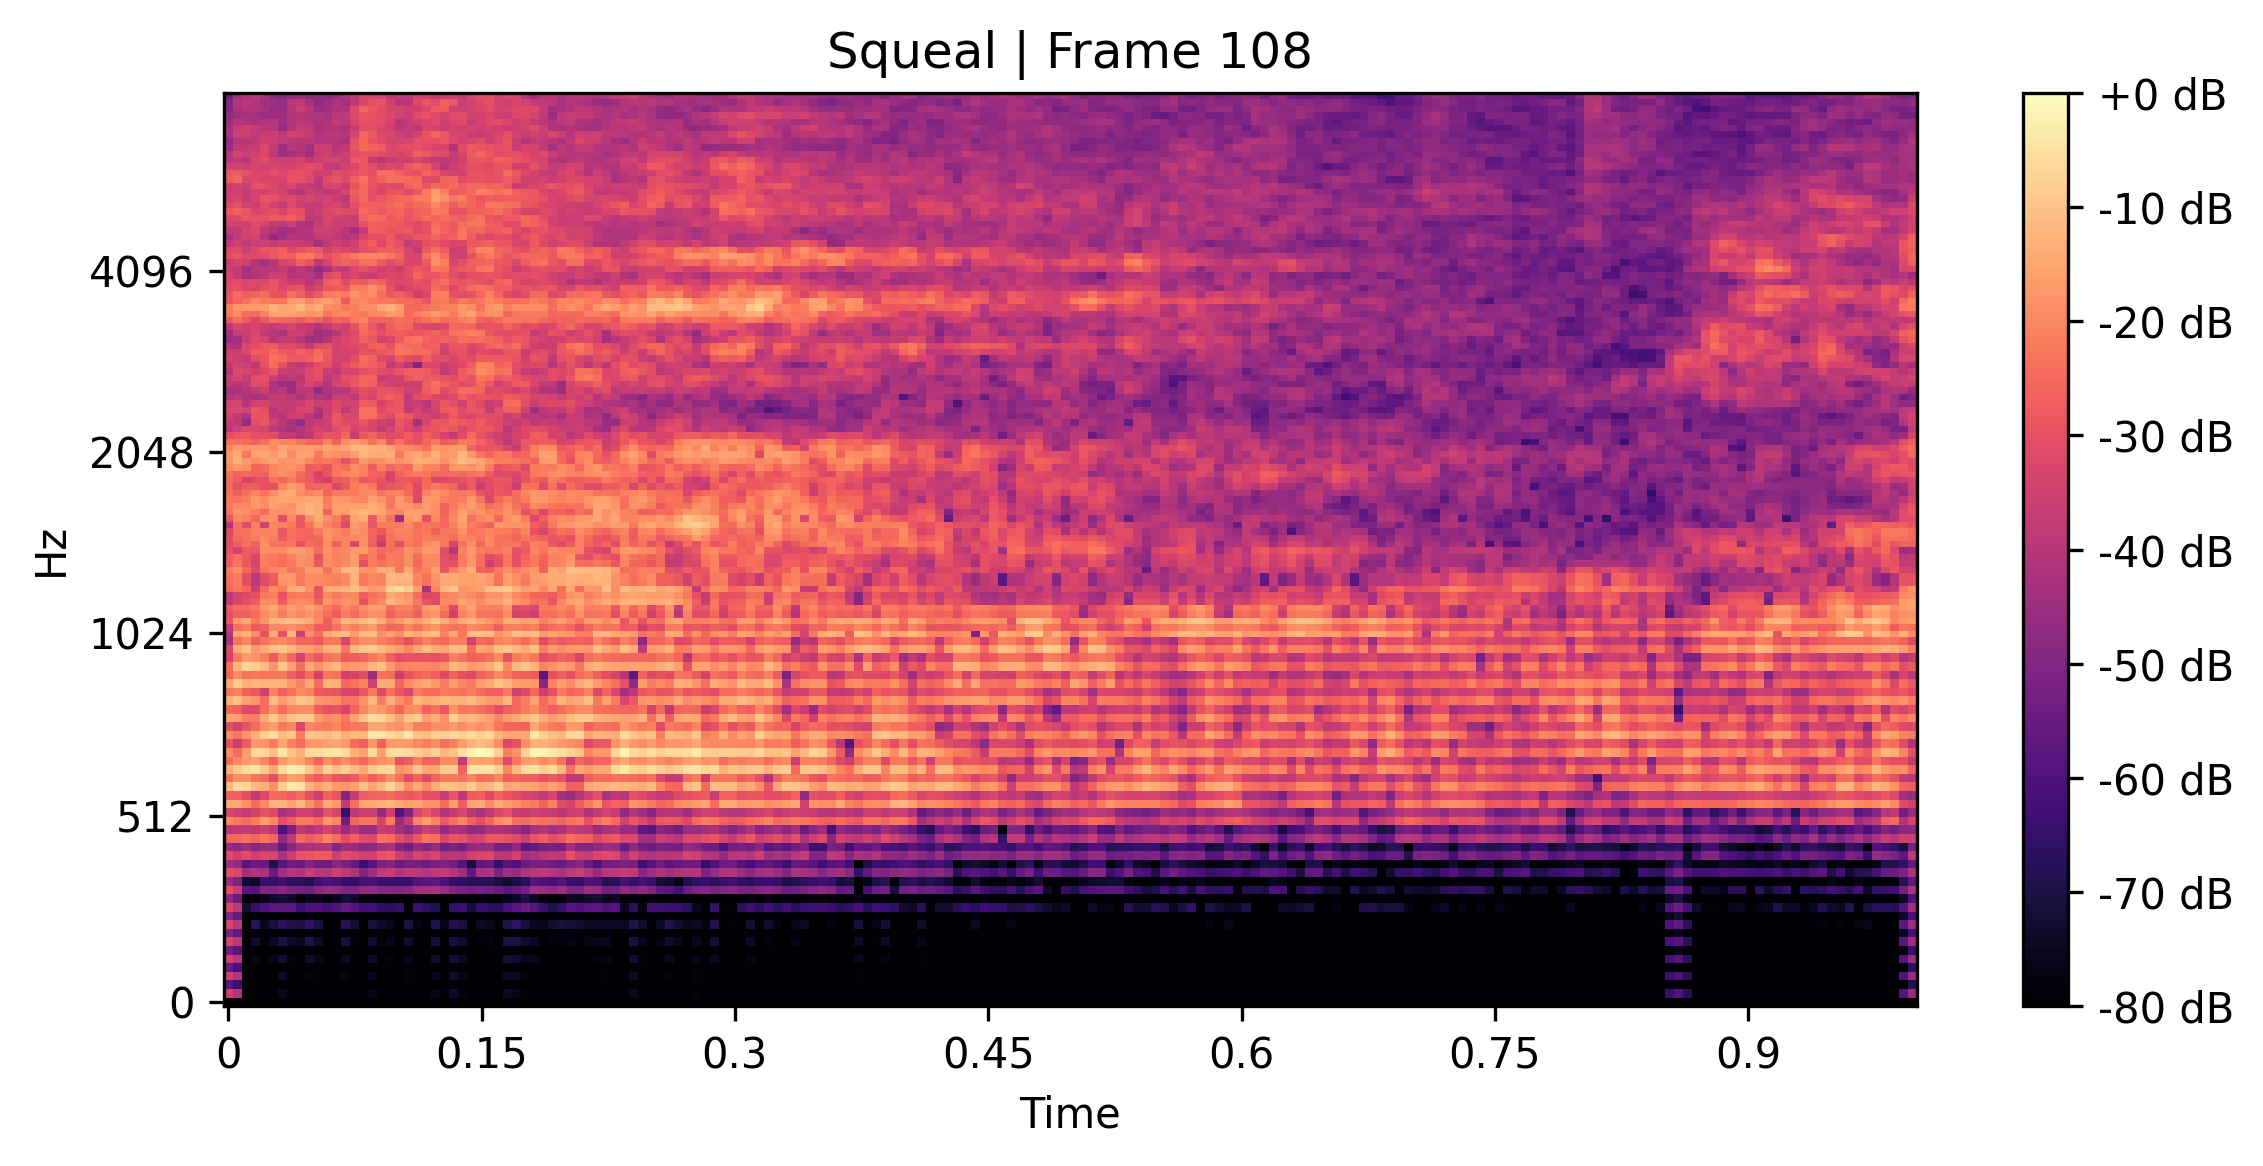 Squeal | Frame 108
+0 dB
-10 dB
-20 dB
-30 dB
-40 dB
-50 dB
-60 dB
-70 dB
-80 dB
Hz
4096
2048
1024
512
0
0 0.15 0.3 0.45 0.6 0.75 0.9
Time